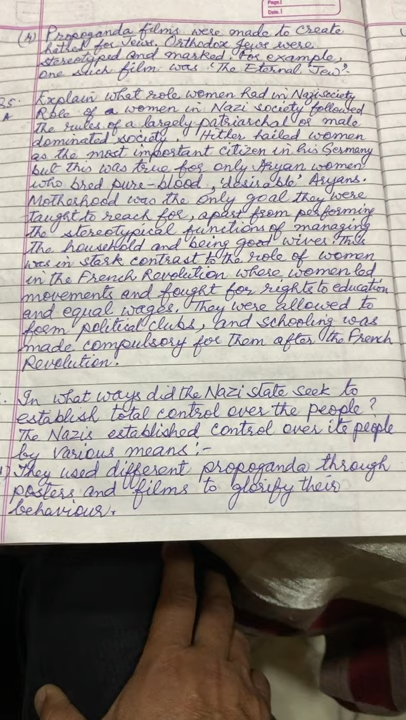 Page
Date
(4) Propoganda films were made to create
hatred for Jews. Orthodox Jews were
stereotyped and marked. For example,
one such film was 'The Eternal Jew'.
25. Explain what role women had in Nazi society
A Role of a women in Nazi society followed
the rules of a largely patriarchal or male
dominated society. Hitler hailed women
as the most important citizen in his Germany
but this was true for only Aryan women
who bred pure-blood, 'desirable' Aryans.
Motherhood was the only goal they were
taught to reach for, apart from performing
the stereotypical functions of managing
the household and being good wives. This
was in stark contrast to the role of women
in the French Revolution where women led
movements and fought for rights to education
and equal wages. They were allowed to
form political clubs, and schooling was
made compulsory for them after the French
Revolution.
In what ways did the Nazi state seek to
establish total control over the people?
The Nazis established control over its people
by various means:-
They used different propoganda through
posters and films to glorify their
behaviour.